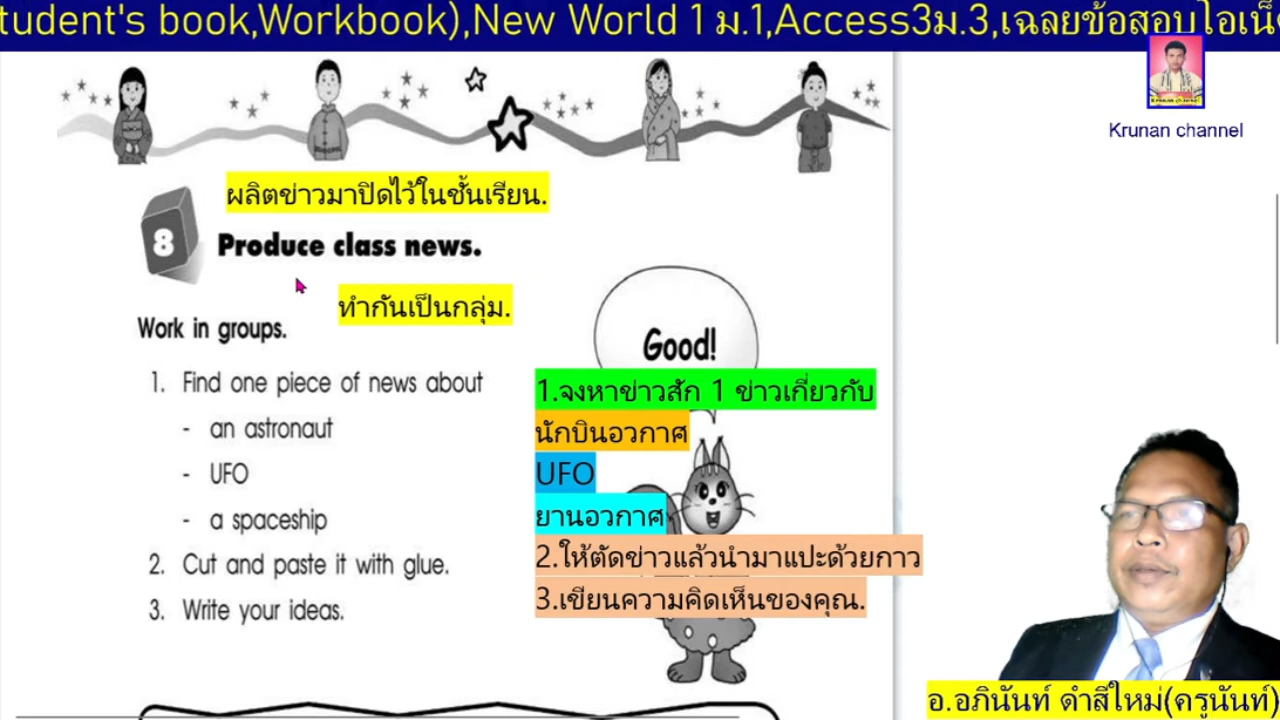 tudent's book,Workbook),New World 1 ม.1,Access3ม.3,เฉลยข้อสอบโอเน็
Krunan channel
ผลิตข่าวมาปิดไว้ในชั้นเรียน.
8
Produce class news.
ทำกันเป็นกลุ่ม.
Work in groups.
Good!
1. Find one piece of news about
- an astronaut
- UFO
- a spaceship
2. Cut and paste it with glue.
3. Write your ideas.
1.จงหาข่าวสัก 1 ข่าวเกี่ยวกับ
นักบินอวกาศ
UFO
ยานอวกาศ
2.ให้ตัดข่าวแล้วนำมาแปะด้วยกาว
3.เขียนความคิดเห็นของคุณ.
อ.อภินันท์ ดำสีใหม่(ครูนันท์)